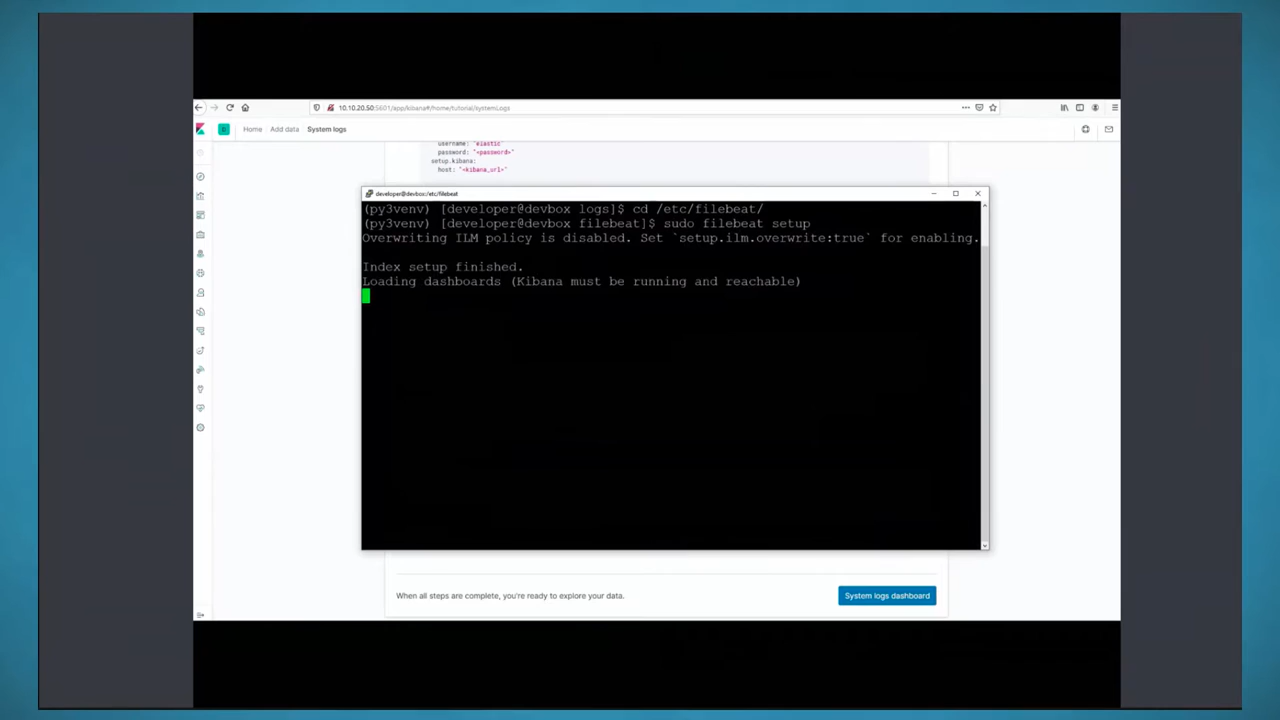 10.10.20.50:5601/app/kibana#/home/tutorial/systemLogs
Home Add data System logs
username: "elastic"
password: "<password>"
setup.kibana:
host: "<kibana_url>"
developer@devbox:/etc/filebeat
(py3venv) [developer@devbox logs]$ cd /etc/filebeat/
(py3venv) [developer@devbox filebeat]$ sudo filebeat setup
Overwriting ILM policy is disabled. Set `setup.ilm.overwrite:true` for enabling.
Index setup finished.
Loading dashboards (Kibana must be running and reachable)
When all steps are complete, you're ready to explore your data.
System logs dashboard